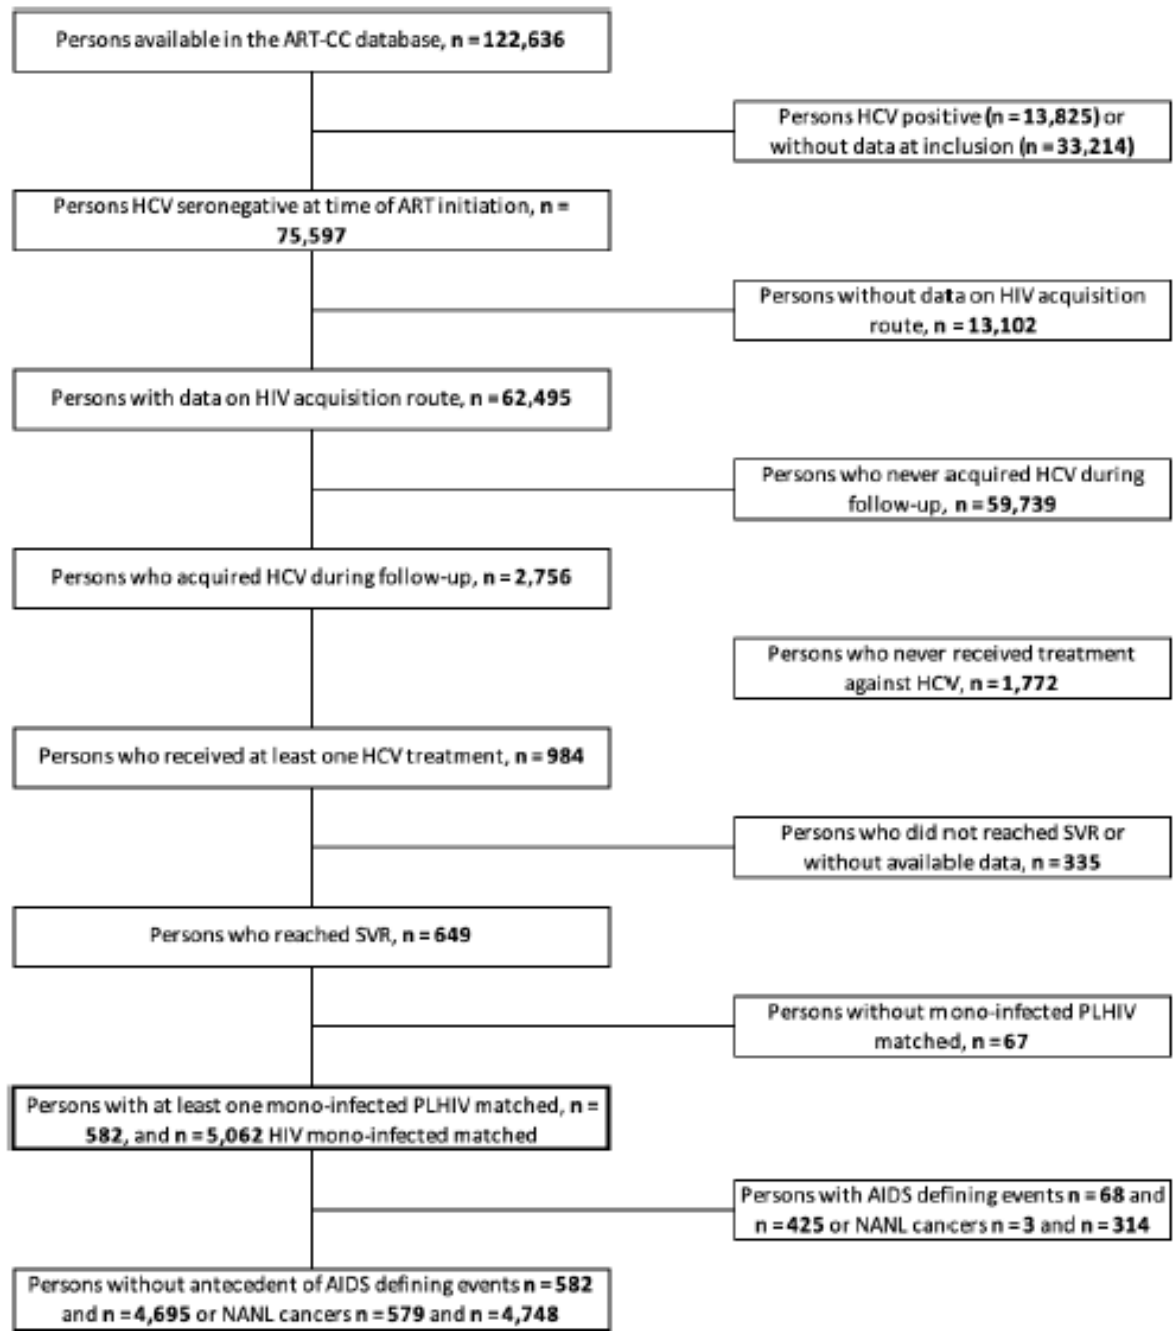 Persons available in the ART-CC database, n = 122,636
Persons HCV positive (n = 13,825) or
without data at inclusion (n = 33,214)
Persons HCV seronegative at time of ART initiation, n =
75,597
Persons without data on HIV acquisition
route, n = 13,102
Persons with data on HIV acquisition route, n = 62,495
Persons who never acquired HCV during
follow-up, n = 59,739
Persons who acquired HCV during follow-up, n = 2,756
Persons who never received treatment
against HCV, n = 1,772
Persons who received at least one HCV treatment, n = 984
Persons who did not reached SVR or
without available data, n = 335
Persons who reached SVR, n = 649
Persons without mono-infected PLHIV
matched, n = 67
Persons with at least one mono-infected PLHIV matched, n =
582, and n = 5,062 HIV mono-infected matched
Persons with AIDS defining events n = 68 and
n = 425 or NANL cancers n = 3 and n = 314
Persons without antecedent of AIDS defining events n = 582
and n = 4,695 or NANL cancers n = 579 and n = 4,748